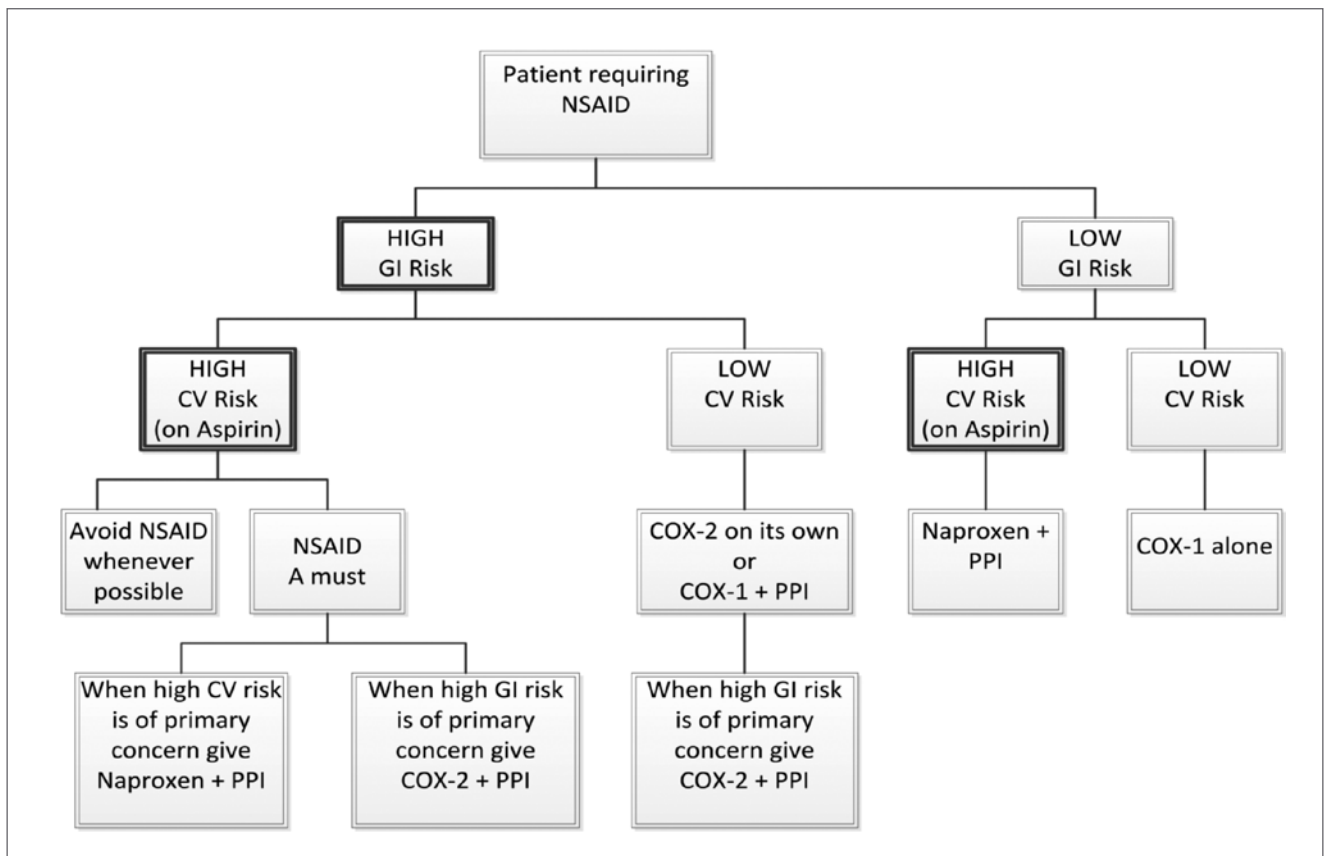 Patient requiring
NSAID
HIGH
GI Risk
LOW
GI Risk
HIGH
CV Risk
(on Aspirin)
LOW
CV Risk
HIGH
CV Risk
(on Aspirin)
LOW
CV Risk
Avoid NSAID
whenever
possible
NSAID
A must
COX-2 on its own
or
COX-1 + PPI
Naproxen +
PPI
COX-1 alone
When high CV risk
is of primary
concern give
Naproxen + PPI
When high GI risk
is of primary
concern give
COX-2 + PPI
When high GI risk
is of primary
concern give
COX-2 + PPI